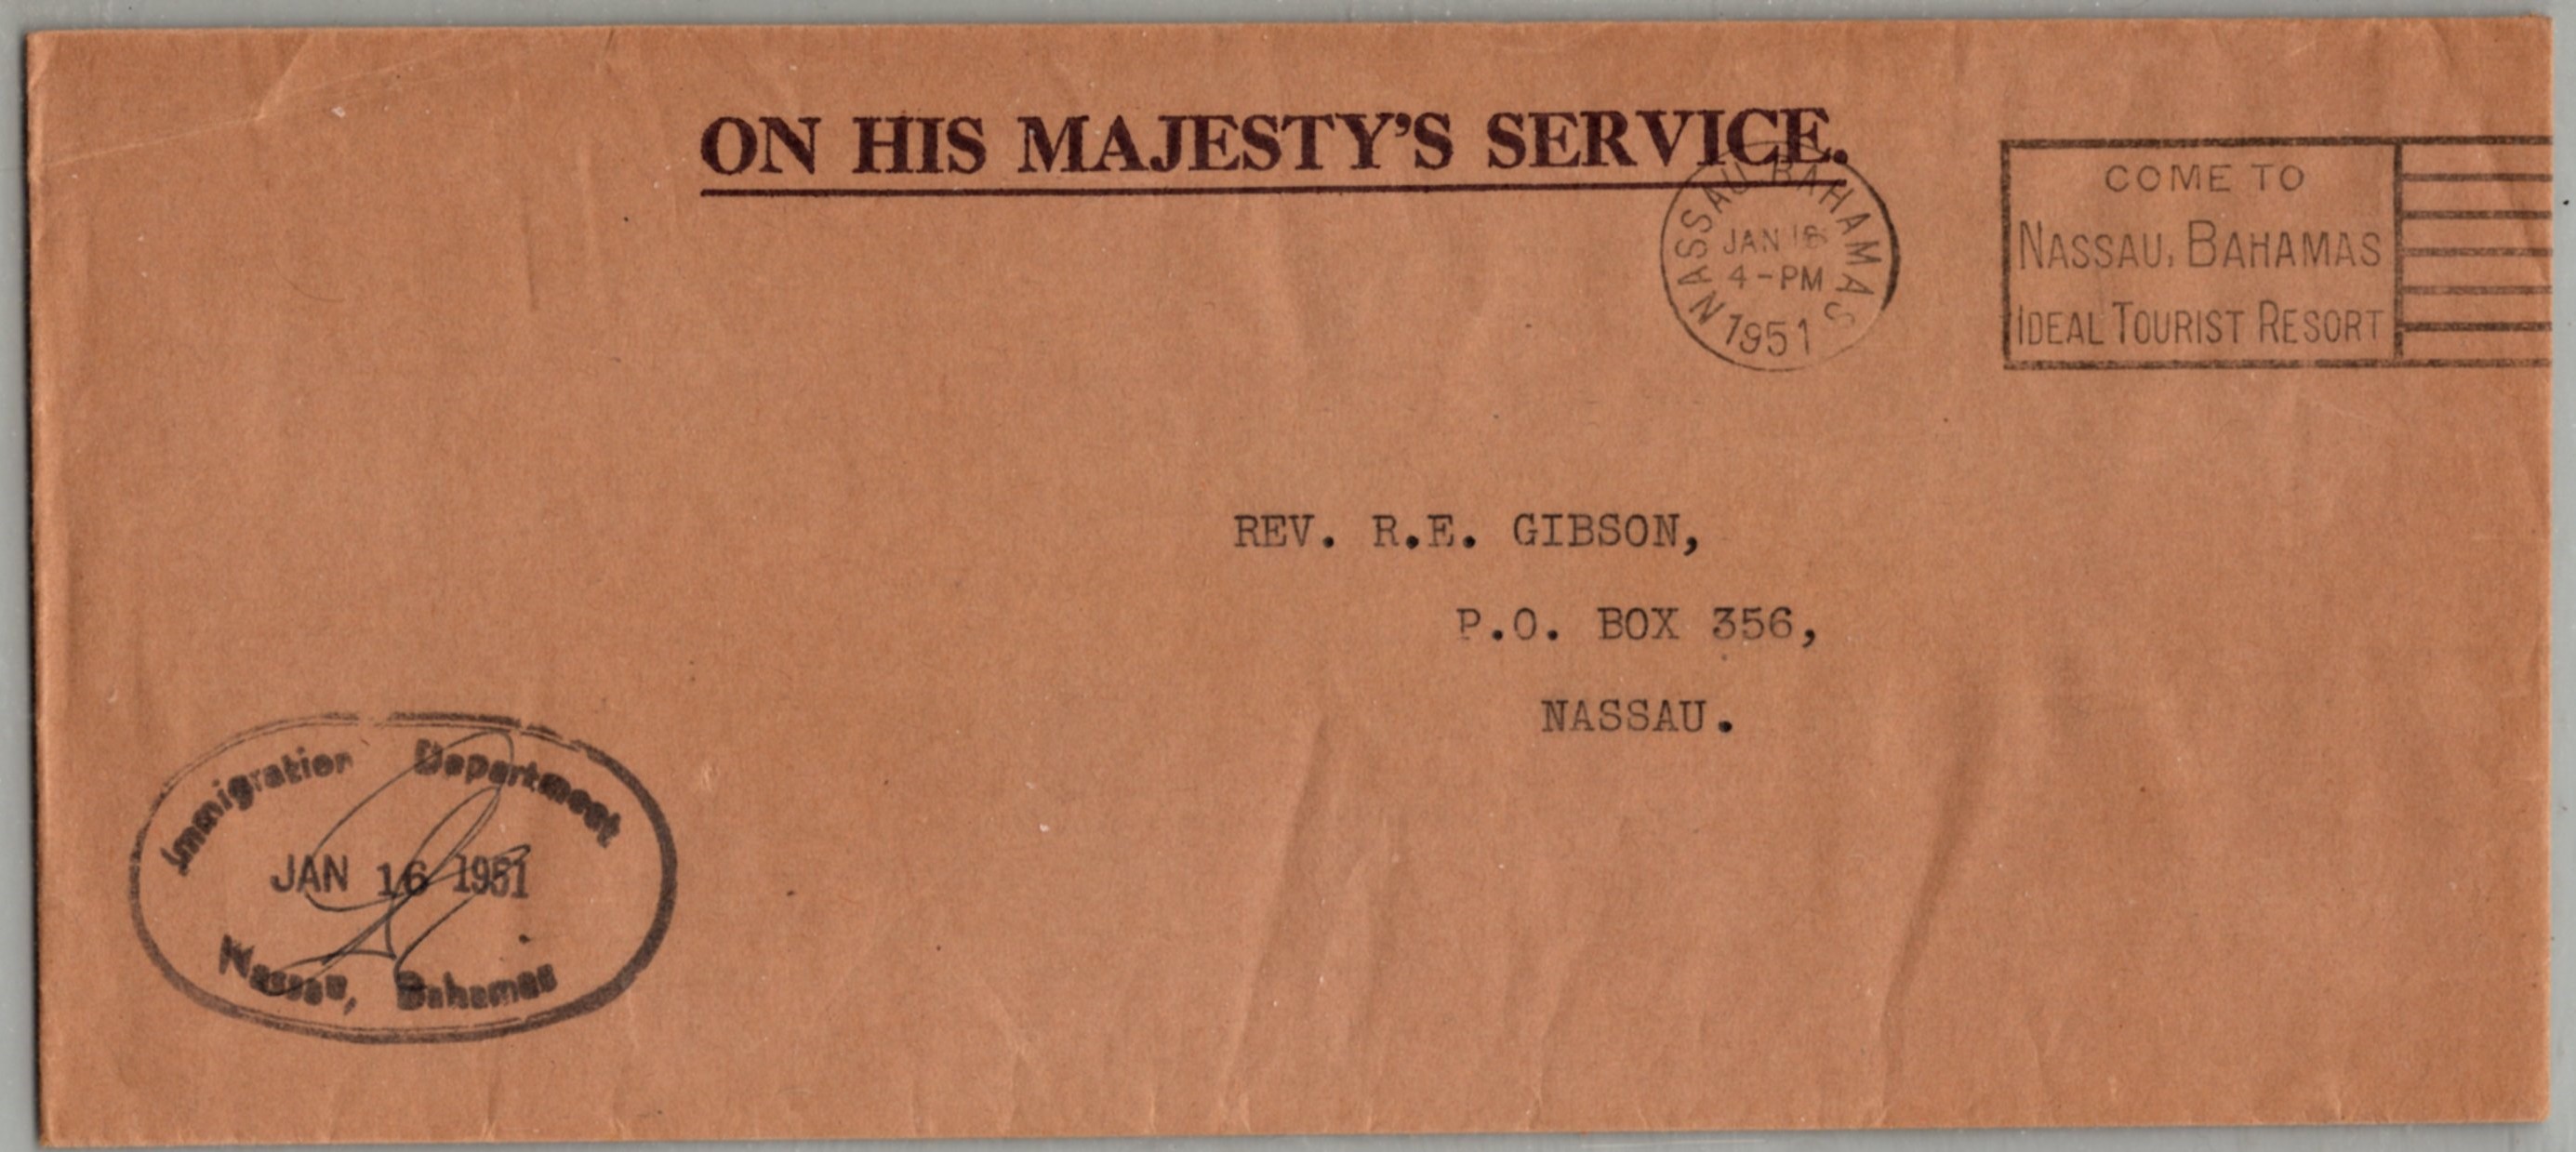 ON HIS MAJESTY'S SERVICE.
NASSAU BAHAMAS
JAN 16
4-PM
1951
COME TO
NASSAU, BAHAMAS
IDEAL TOURIST RESORT
REV. R.E. GIBSON,
P.O. BOX 356,
NASSAU.
Immigration Department
JAN 16 1951
Nassau, Bahamas